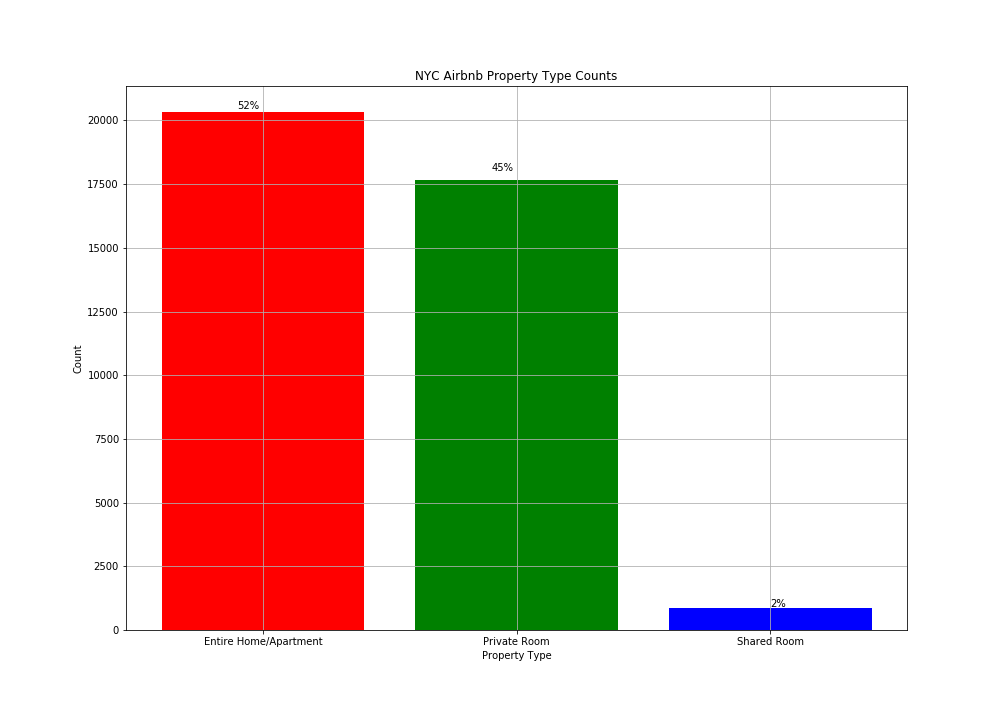 NYC Airbnb Property Type Counts
52%
45%
2%
20000
17500
15000
12500
10000
7500
5000
2500
0
Count
Entire Home/Apartment
Private Room
Shared Room
Property Type